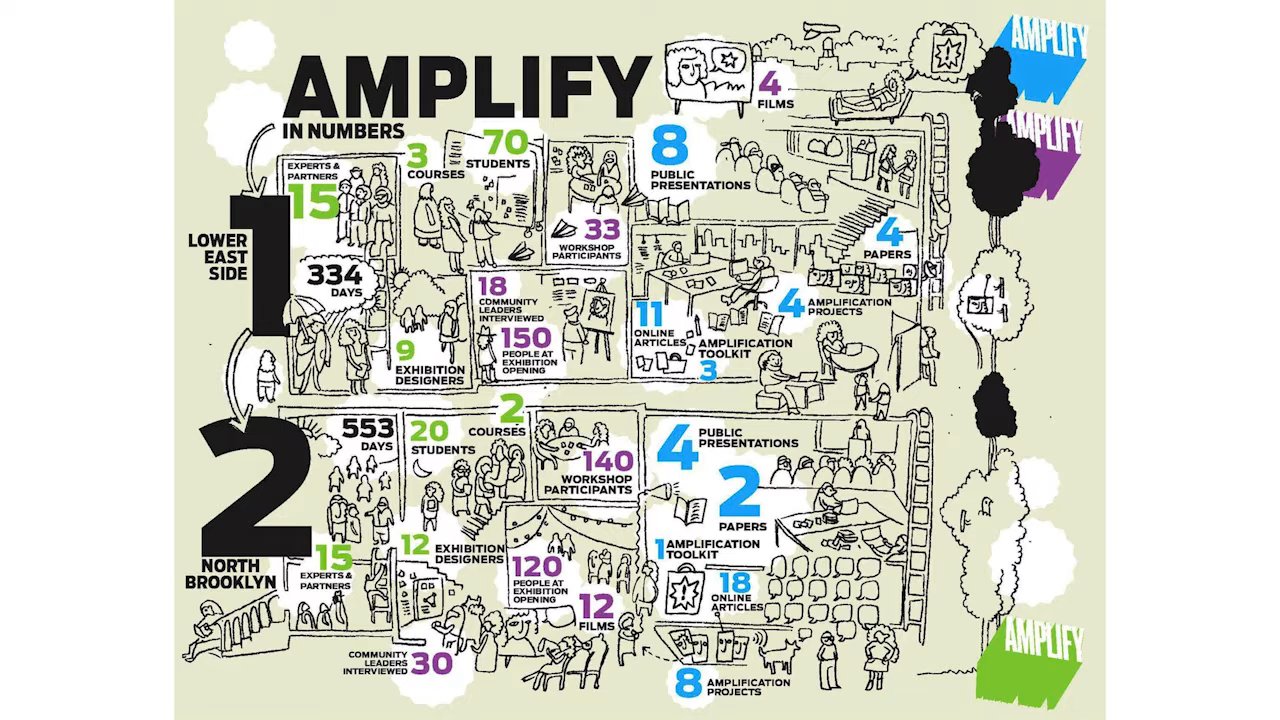 AMPLIFY
IN NUMBERS
AMPLIFY
AMPLIFY
1
LOWER
EAST
SIDE
EXPERTS &
PARTNERS
15
3
COURSES
70
STUDENTS
4
FILMS
8
PUBLIC
PRESENTATIONS
33
WORKSHOP
PARTICIPANTS
334
DAYS
4
PAPERS
18
COMMUNITY
LEADERS
INTERVIEWED
150
PEOPLE AT
EXHIBITION
OPENING
9
EXHIBITION
DESIGNERS
11
ONLINE
ARTICLES
4
AMPLIFICATION
PROJECTS
AMPLIFICATION
TOOLKIT
3
2
NORTH
BROOKLYN
553
DAYS
20
STUDENTS
2
COURSES
140
WORKSHOP
PARTICIPANTS
4
PUBLIC
PRESENTATIONS
2
PAPERS
15
EXPERTS &
PARTNERS
12
EXHIBITION
DESIGNERS
120
PEOPLE AT
EXHIBITION
OPENING
12
FILMS
1
AMPLIFICATION
TOOLKIT
18
ONLINE
ARTICLES
COMMUNITY
LEADERS
INTERVIEWED
30
8
AMPLIFICATION
PROJECTS
AMPLIFY